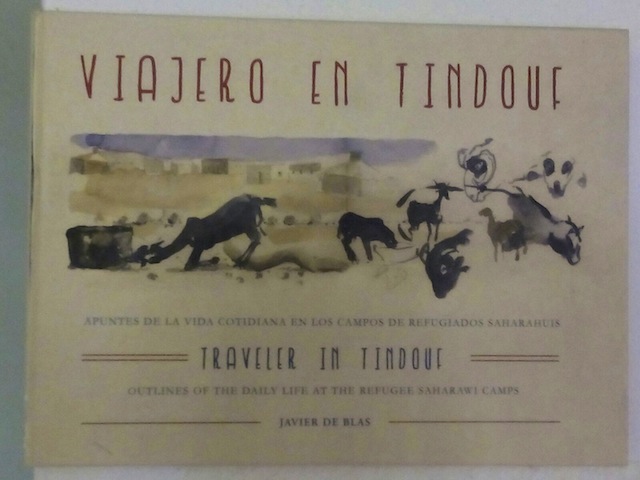 VIAJERO EN TINDOUF
APUNTES DE LA VIDA COTIDIANA EN LOS CAMPOS DE REFUGIADOS SAHARAHUIS
TRAVELER IN TINDOUF
OUTLINES OF THE DAILY LIFE AT THE REFUGEE SAHARAWI CAMPS
JAVIER DE BLAS